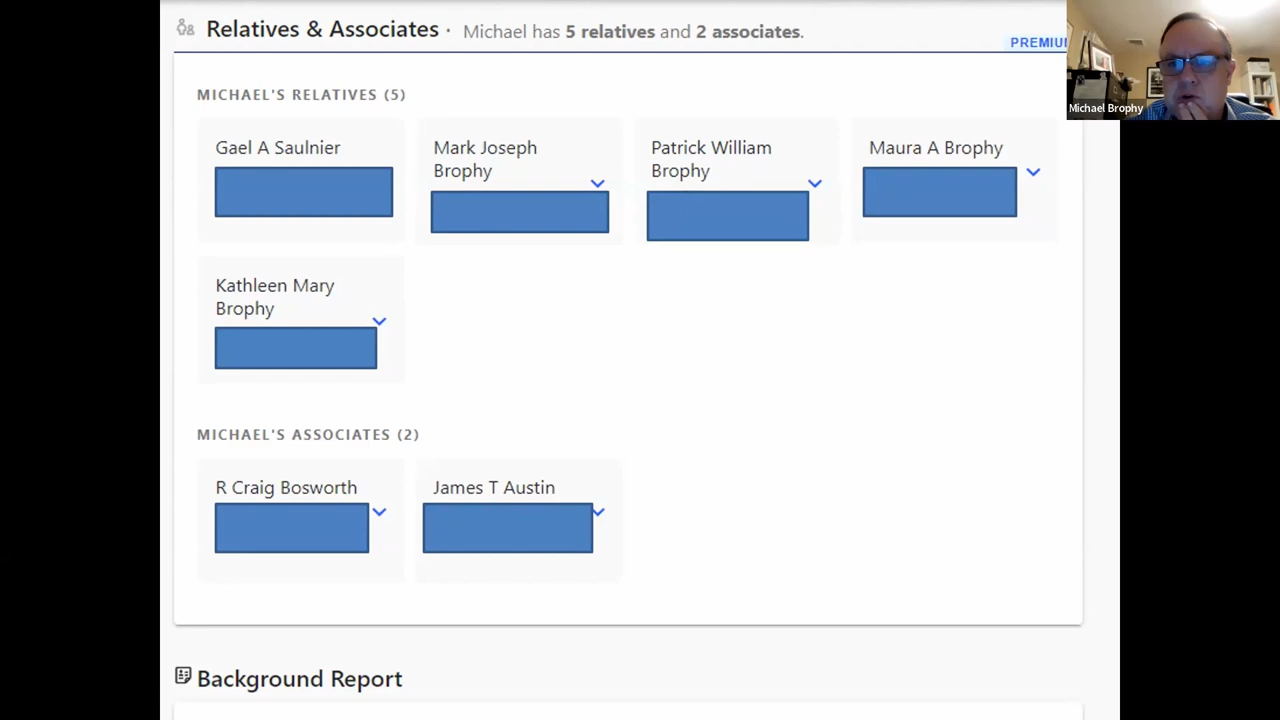 Relatives & Associates · Michael has 5 relatives and 2 associates.
PREMIU
Michael Brophy
MICHAEL'S RELATIVES (5)
Gael A Saulnier
Mark Joseph
Brophy
Patrick William
Brophy
Maura A Brophy
Kathleen Mary
Brophy
MICHAEL'S ASSOCIATES (2)
R Craig Bosworth
James T Austin
Background Report